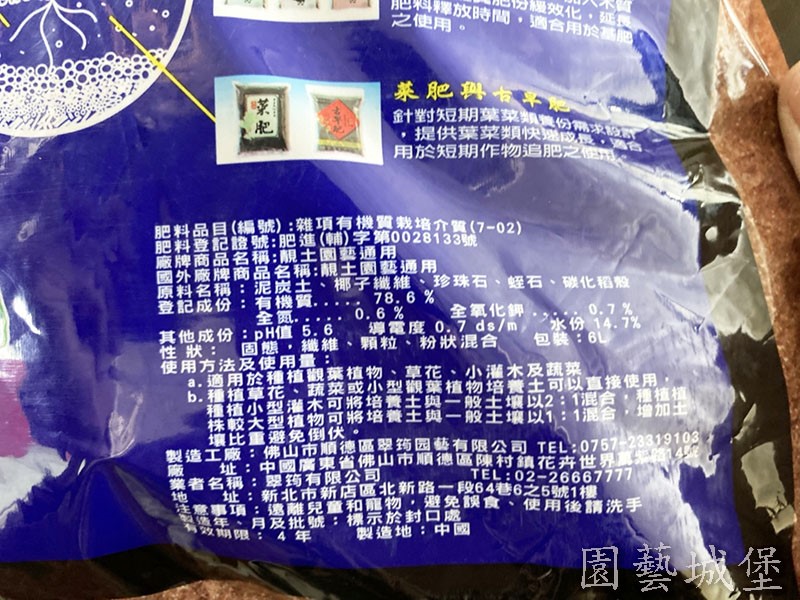 肥料釋放時間，適合用於基肥
之使用。
菜肥與古早肥
針對短期葉菜類養份需求設計
，提供葉菜類快速成長，適合
用於短期作物追肥之使用。
菜肥
肥料品目(編號):雜項有機質栽培介質(7-02)
肥料登記證號:肥進(輔)字第0028133號
廠牌商品名稱:靚土園藝通用
國外廠牌商品名稱:靚土園藝通用
原料名稱：泥炭土、椰子纖維、珍珠石、蛭石、碳化稻殼
登記成份：有機質..... 78.6%
全氮..... 0.6% 全氧化鉀..... 0.7%
其他成份：pH值 5.6 導電度 0.7 ds/m 水份 14.7%
性狀： 固態，纖維、顆粒、粉狀混合 包裝：6L
使用方法及使用量：
a.適用於種植觀葉植物、草花、小灌木及蔬菜
b.種植草花、蔬菜或小型觀葉植物培養土可以直接使用，
種植小型灌木可將培養土與一般土壤以2：1混合，種植植
株較大型植物可將培養土與一般土壤以1：1混合，增加土
壤比重避免倒伏。
製造工廠：佛山市順德區翠筠园藝有限公司 TEL:0757-23319103
廠 址：中國廣東省佛山市順德區陳村鎮花卉世界萬
業者名稱：翠筠有限公司 TEL:02-26667777
地 址：新北市新店區北新路一段64巷6之5號1樓
注意事項：遠離兒童和寵物，避免誤食、使用後請洗手
製造年、月及批號：標示於封口處
有效期限：4年 製造地：中國
園藝城堡